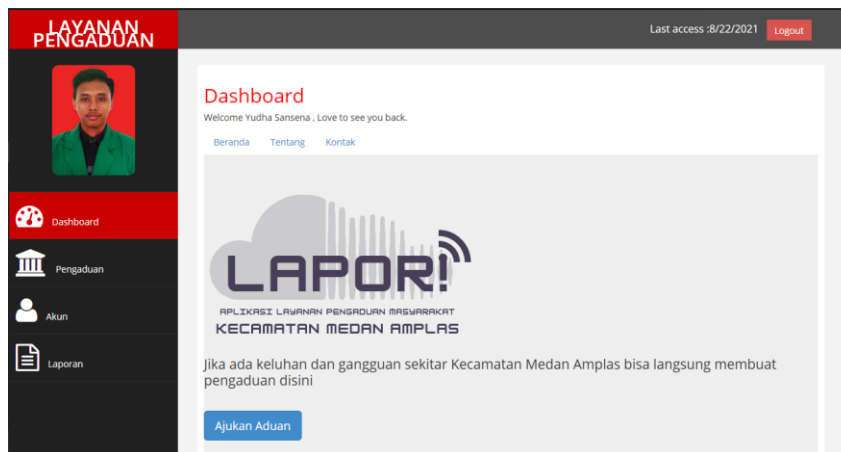 LAYANAN
PENGADUAN
Last access :8/22/2021
Logout
Dashboard
Welcome Yudha Sansena , Love to see you back.
Beranda Tentang Kontak
Dashboard
Pengaduan
Akun
Laporan
LAPOR!
APLIKASI LAYANAN PENGADUAN MASYARAKAT
KECAMATAN MEDAN AMPLAS
Jika ada keluhan dan gangguan sekitar Kecamatan Medan Amplas bisa langsung membuat
pengaduan disini
Ajukan Aduan